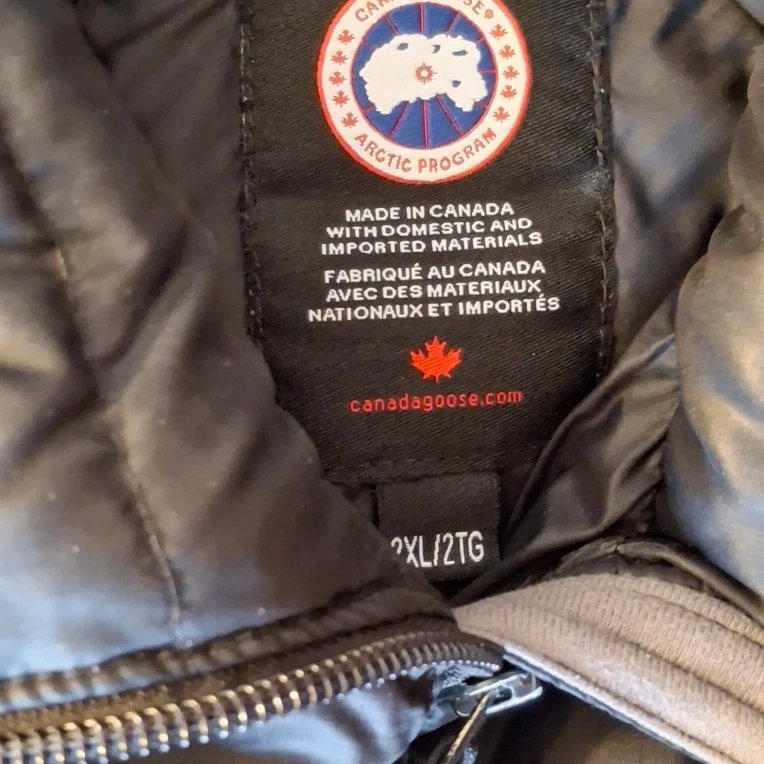 ARCTIC PROGRAM
MADE IN CANADA
WITH DOMESTIC AND
IMPORTED MATERIALS
FABRIQUÉ AU CANADA
AVEC DES MATERIAUX
NATIONAUX ET IMPORTÉS
canadagoose.com
2XL/2TG